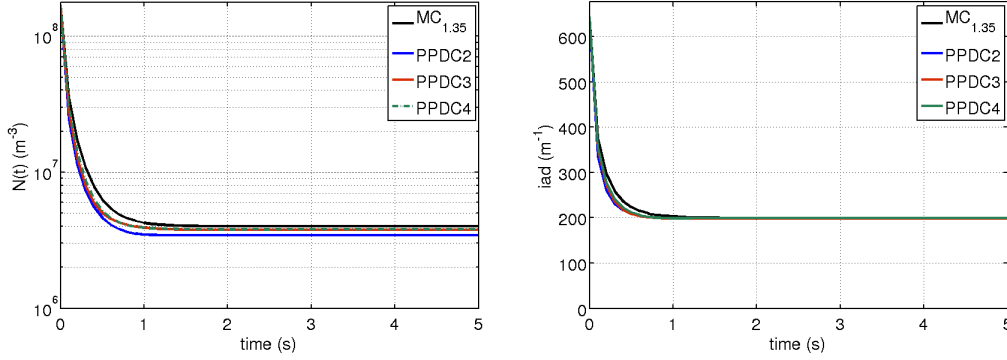 10^8
10^7
10^6
N(t) (m^-3)
0 1 2 3 4 5
time (s)
MC_1.35
PPDC2
PPDC3
PPDC4
600
500
400
300
200
100
0
iad (m^-1)
0 1 2 3 4 5
time (s)
MC_1.35
PPDC2
PPDC3
PPDC4